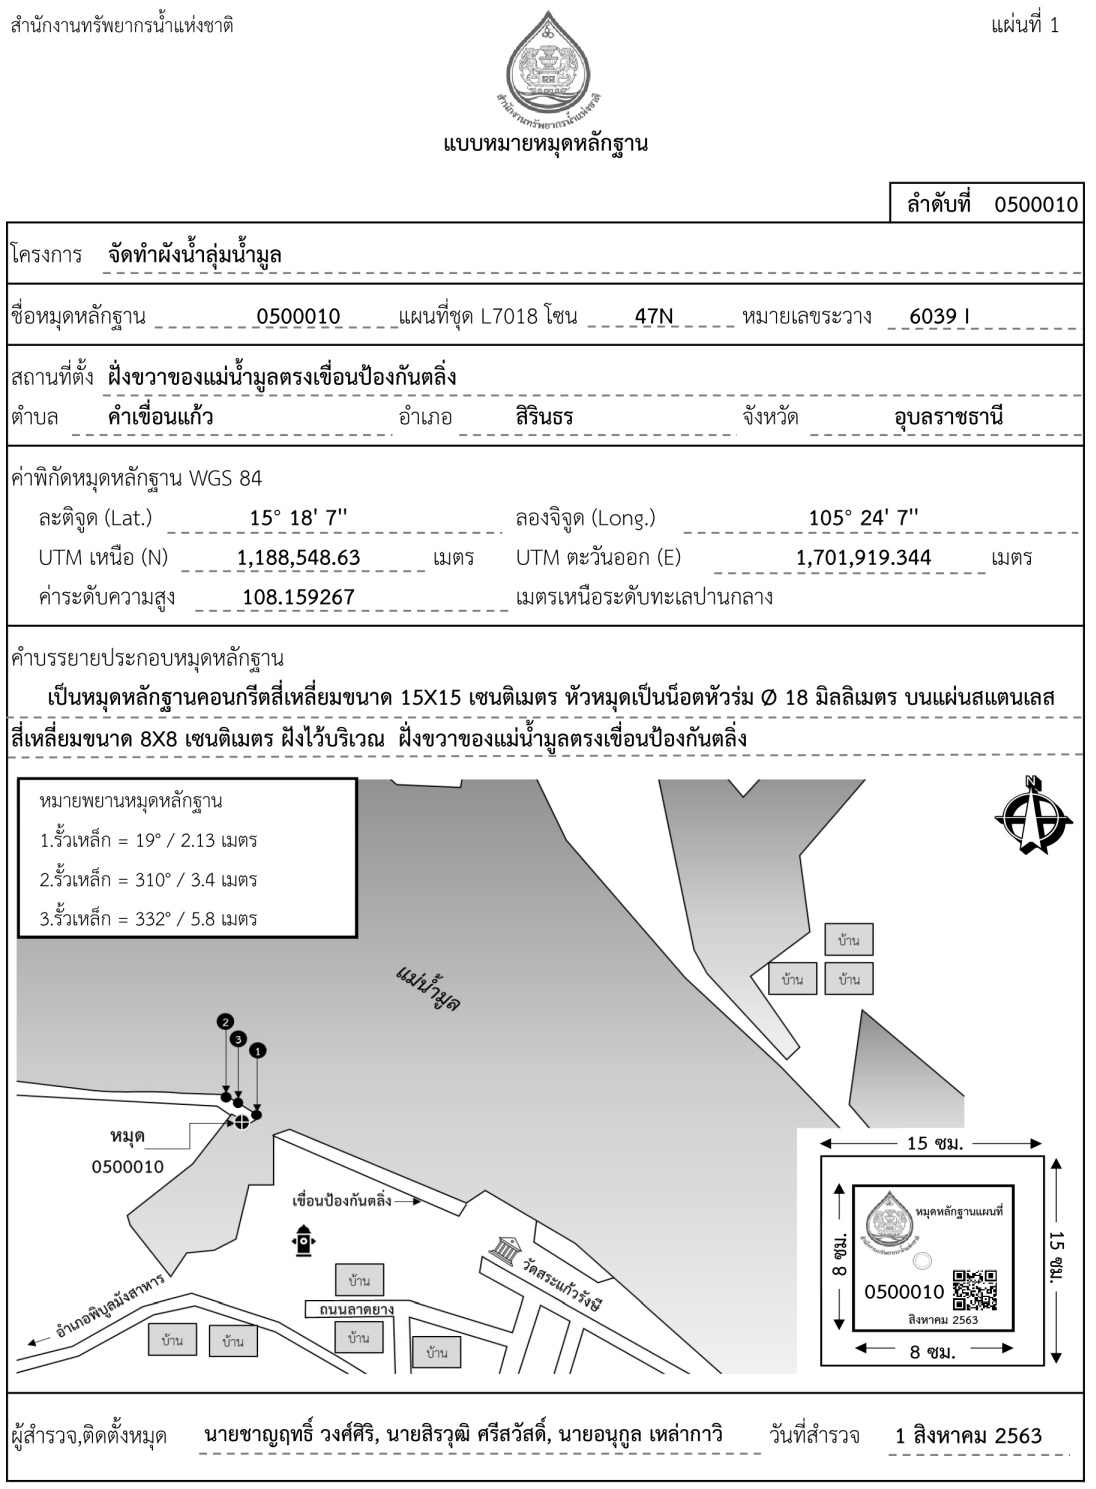 สำนักงานทรัพยากรน้ำแห่งชาติ
แผ่นที่ 1
สำนักงานทรัพยากรน้ำแห่งชาติ
แบบหมายหมุดหลักฐาน
ลำดับที่ 0500010
โครงการ จัดทำผังน้ำลุ่มน้ำมูล
ชื่อหมุดหลักฐาน 0500010 แผนที่ชุด L7018 โซน 47N หมายเลขระวาง 6039 I
สถานที่ตั้ง ฝั่งขวาของแม่น้ำมูลตรงเขื่อนป้องกันตลิ่ง
ตำบล คำเขื่อนแก้ว อำเภอ สิรินธร จังหวัด อุบลราชธานี
ค่าพิกัดหมุดหลักฐาน WGS 84
ละติจูด (Lat.) 15° 18' 7'' ลองจิจูด (Long.) 105° 24' 7''
UTM เหนือ (N) 1,188,548.63 เมตร UTM ตะวันออก (E) 1,701,919.344 เมตร
ค่าระดับความสูง 108.159267 เมตรเหนือระดับทะเลปานกลาง
คำบรรยายประกอบหมุดหลักฐาน
เป็นหมุดหลักฐานคอนกรีตสี่เหลี่ยมขนาด 15X15 เซนติเมตร หัวหมุดเป็นน็อตหัวร่ม Ø 18 มิลลิเมตร บนแผ่นสแตนเลส
สี่เหลี่ยมขนาด 8X8 เซนติเมตร ฝังไว้บริเวณ ฝั่งขวาของแม่น้ำมูลตรงเขื่อนป้องกันตลิ่ง
หมายพยานหมุดหลักฐาน
1.รั้วเหล็ก = 19° / 2.13 เมตร
2.รั้วเหล็ก = 310° / 3.4 เมตร
3.รั้วเหล็ก = 332° / 5.8 เมตร
N
บ้าน
บ้าน บ้าน
แม่น้ำมูล
2
3
1
หมุด
0500010
เขื่อนป้องกันตลิ่ง
วัดสระแก้วรังษี
อำเภอพิบูลมังสาหาร
บ้าน
ถนนลาดยาง
บ้าน บ้าน บ้าน บ้าน
15 ซม.
15 ซม.
8 ซม.
หมุดหลักฐานแผนที่
0500010
สิงหาคม 2563
8 ซม.
ผู้สำรวจ,ติดตั้งหมุด นายชาญฤทธิ์ วงศ์ศิริ, นายสิรวุฒิ ศรีสวัสดิ์, นายอนุกูล เหล่ากาวิ วันที่สำรวจ 1 สิงหาคม 2563